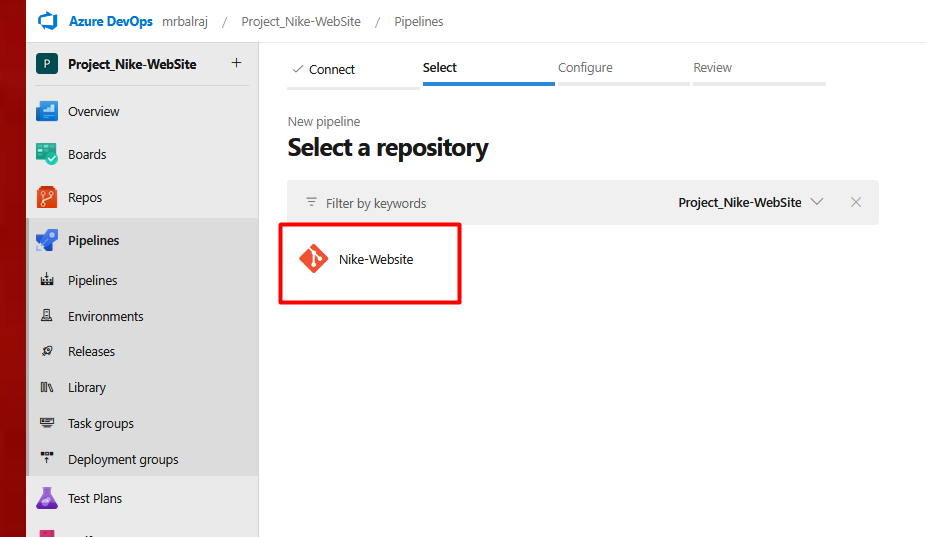 Azure DevOps mrbalraj / Project_Nike-WebSite / Pipelines
P Project_Nike-WebSite +
Overview
Boards
Repos
Pipelines
Pipelines
Environments
Releases
Library
Task groups
Deployment groups
Test Plans
Connect Select Configure Review
New pipeline
Select a repository
Filter by keywords Project_Nike-WebSite
Nike-Website